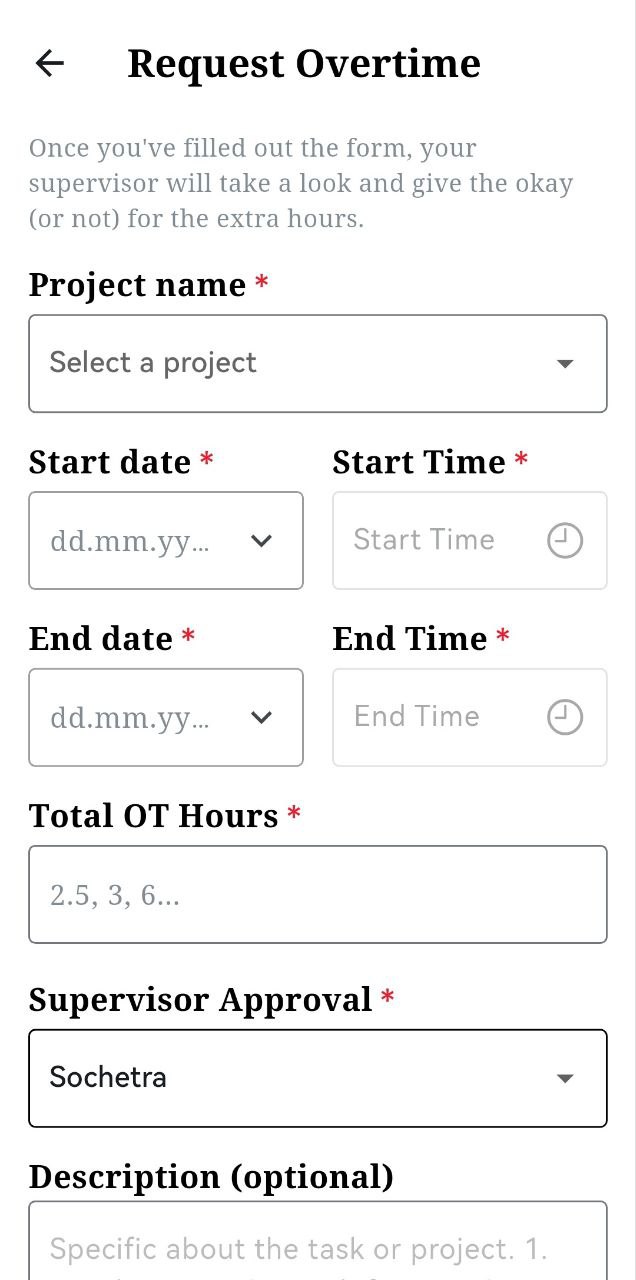 Request Overtime
Once you've filled out the form, your
supervisor will take a look and give the okay
(or not) for the extra hours.
Project name *
Select a project
Start date * Start Time *
dd.mm.yy... Start Time
End date * End Time *
dd.mm.yy... End Time
Total OT Hours *
2.5, 3, 6...
Supervisor Approval *
Sochetra
Description (optional)
Specific about the task or project. 1.